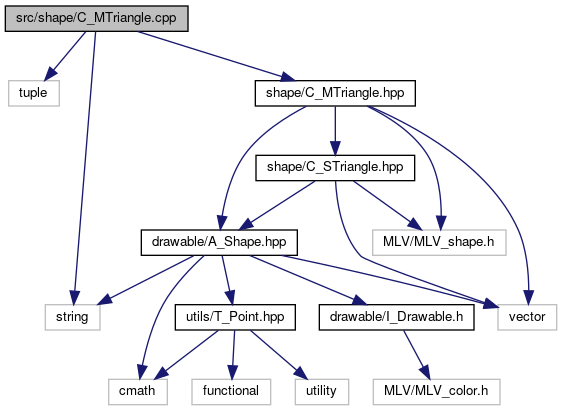 src/shape/C_MTriangle.cpp
tuple
shape/C_MTriangle.hpp
shape/C_STriangle.hpp
drawable/A_Shape.hpp
MLV/MLV_shape.h
string
utils/T_Point.hpp
drawable/I_Drawable.h
vector
cmath
functional
utility
MLV/MLV_color.h